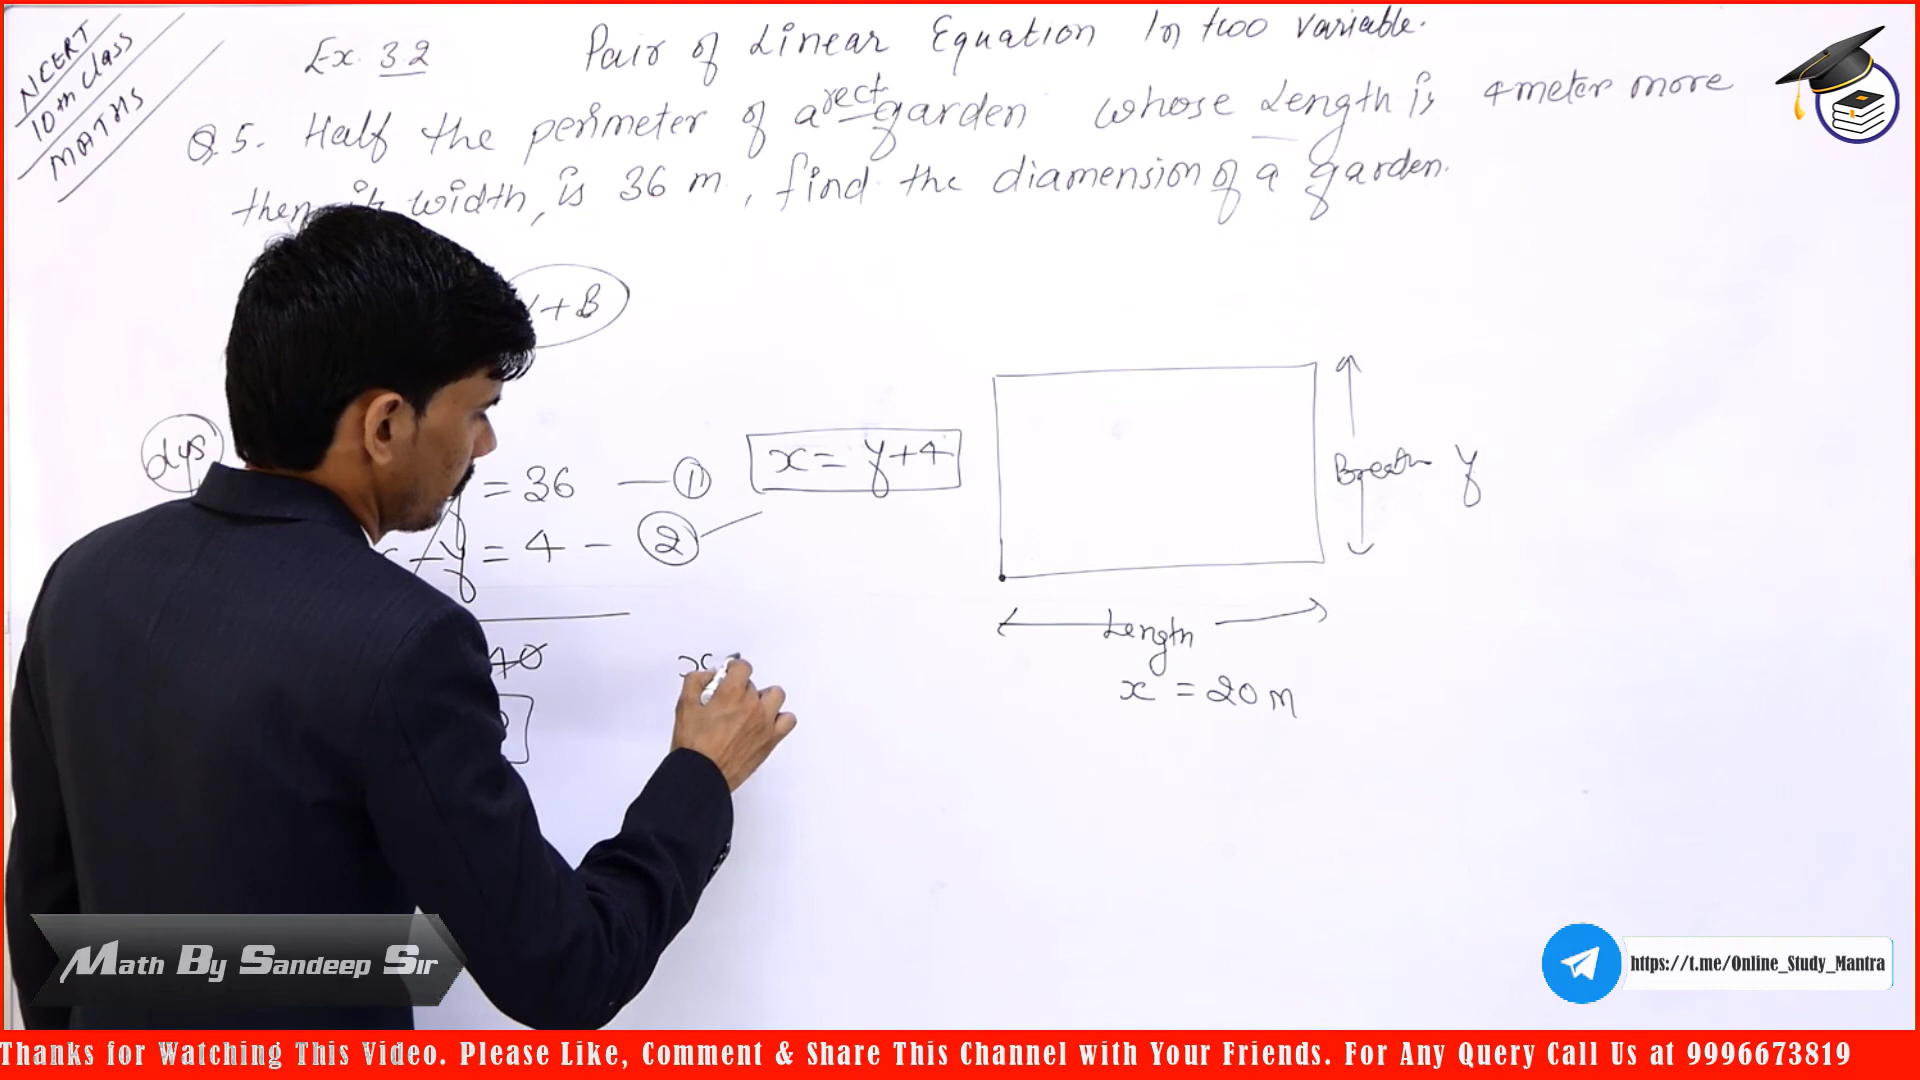 NCERT
10th Class
MATHS
Ex. 3.2
Pair of Linear Equation In two variable.
Q.5. Half the perimeter of a rect garden whose Length is 4 meter more
then its width, is 36 m, find the diamension of a garden.
+B
= 36 — ①
-y = 4 - ②
x = y+4
40
x
Breath y
Length
x = 20 m
Math By Sandeep Sir
https://t.me/Online_Study_Mantra
Thanks for Watching This Video. Please Like, Comment & Share This Channel with Your Friends. For Any Query Call Us at 9996673819